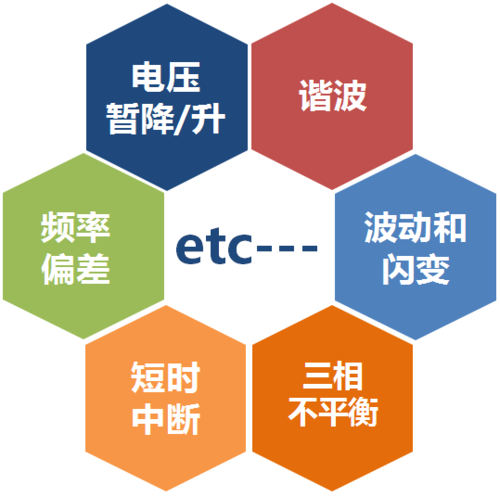 电压
暂降/升
谐波
频率
偏差
etc---
波动和
闪变
短时
中断
三相
不平衡